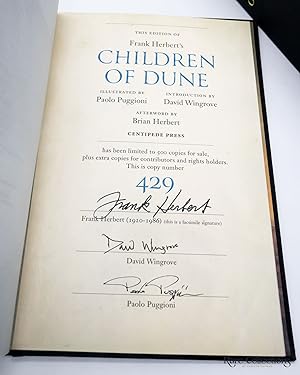 THIS EDITION OF
Frank Herbert's
CHILDREN
OF DUNE
ILLUSTRATED BY INTRODUCTION BY
Paolo Puggioni David Wingrove
AFTERWORD BY
Brian Herbert
CENTIPEDE PRESS
has been limited to 500 copies for sale,
plus extra copies for contributors and rights holders.
This is copy number
429
Frank Herbert
Frank Herbert (1920-1986) (this is a facsimile signature)
David Wingrove
David Wingrove
Paolo Puggioni
Paolo Puggioni